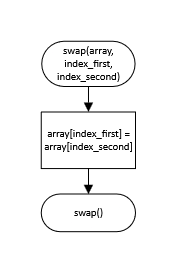 swap(array,
index_first,
index_second)
array[index_first] =
array[index_second]
swap()